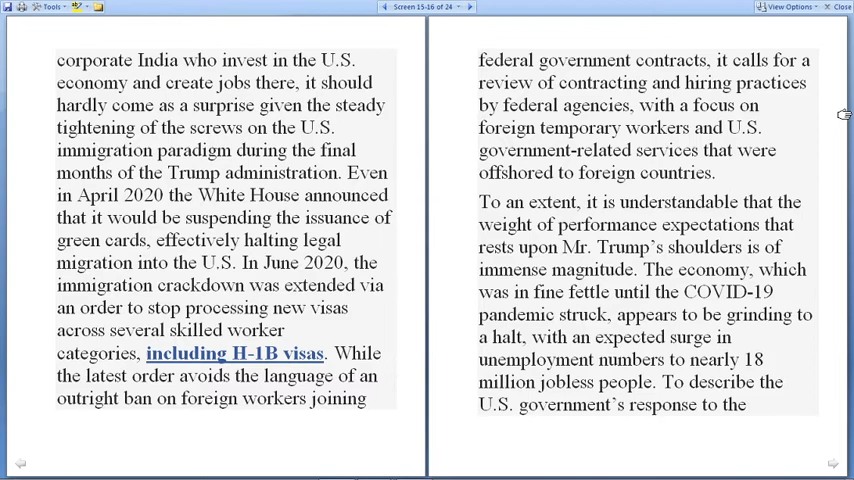 Tools
Screen 15-16 of 24
View Options
Close
corporate India who invest in the U.S.
economy and create jobs there, it should
hardly come as a surprise given the steady
tightening of the screws on the U.S.
immigration paradigm during the final
months of the Trump administration. Even
in April 2020 the White House announced
that it would be suspending the issuance of
green cards, effectively halting legal
migration into the U.S. In June 2020, the
immigration crackdown was extended via
an order to stop processing new visas
across several skilled worker
categories, including H-1B visas. While
the latest order avoids the language of an
outright ban on foreign workers joining
federal government contracts, it calls for a
review of contracting and hiring practices
by federal agencies, with a focus on
foreign temporary workers and U.S.
government-related services that were
offshored to foreign countries.
To an extent, it is understandable that the
weight of performance expectations that
rests upon Mr. Trump’s shoulders is of
immense magnitude. The economy, which
was in fine fettle until the COVID-19
pandemic struck, appears to be grinding to
a halt, with an expected surge in
unemployment numbers to nearly 18
million jobless people. To describe the
U.S. government’s response to the